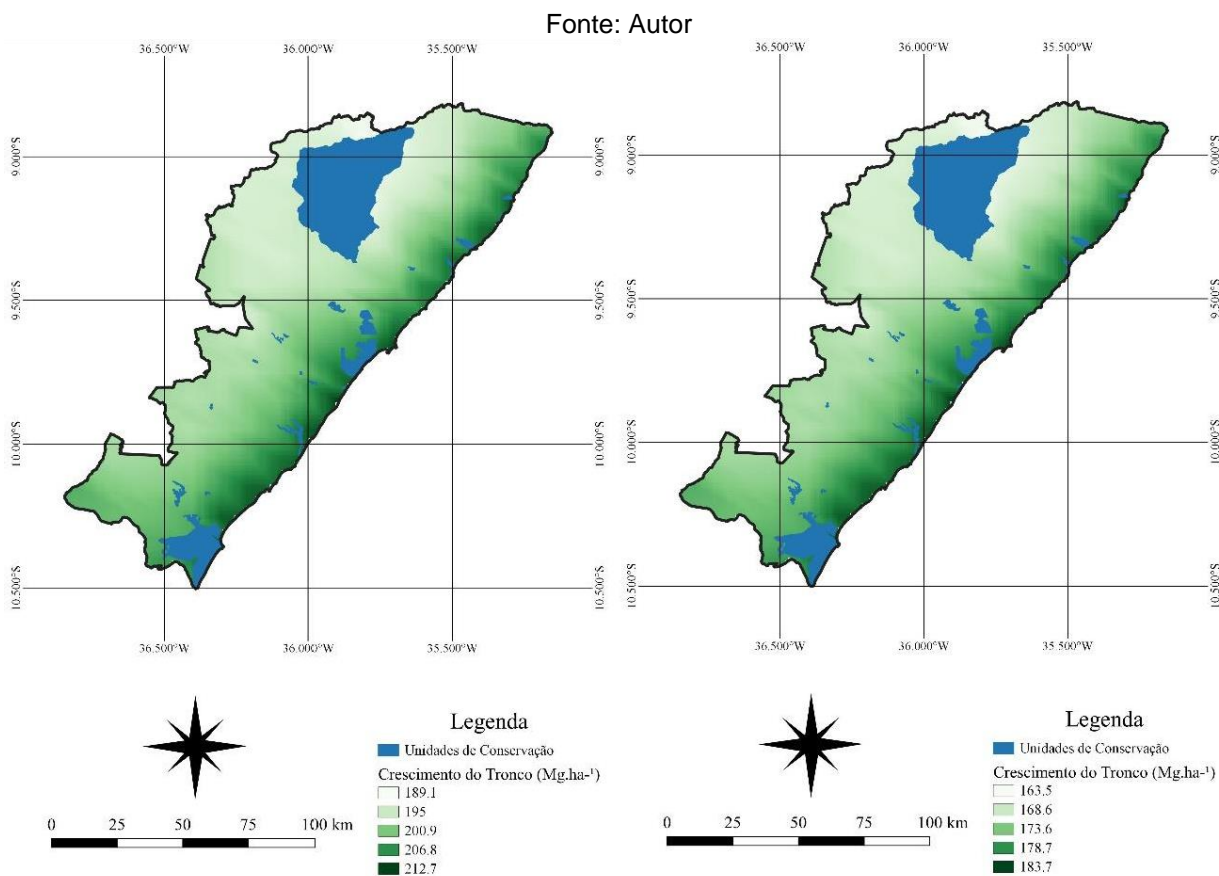 Fonte: Autor
36.500°W 36.000°W 35.500°W
9.000°S 9.000°S
9.500°S 9.500°S
10.000°S 10.000°S
10.500°S 10.500°S
36.500°W 36.000°W 35.500°W
Legenda
Unidades de Conservação
Crescimento do Tronco (Mg.ha-¹)
189.1
195
200.9
206.8
212.7
0 25 50 75 100 km
36.500°W 36.000°W 35.500°W
9.000°S 9.000°S
9.500°S 9.500°S
10.000°S 10.000°S
10.500°S 10.500°S
36.500°W 36.000°W 35.500°W
Legenda
Unidades de Conservação
Crescimento do Tronco (Mg.ha-¹)
163.5
168.6
173.6
178.7
183.7
0 25 50 75 100 km